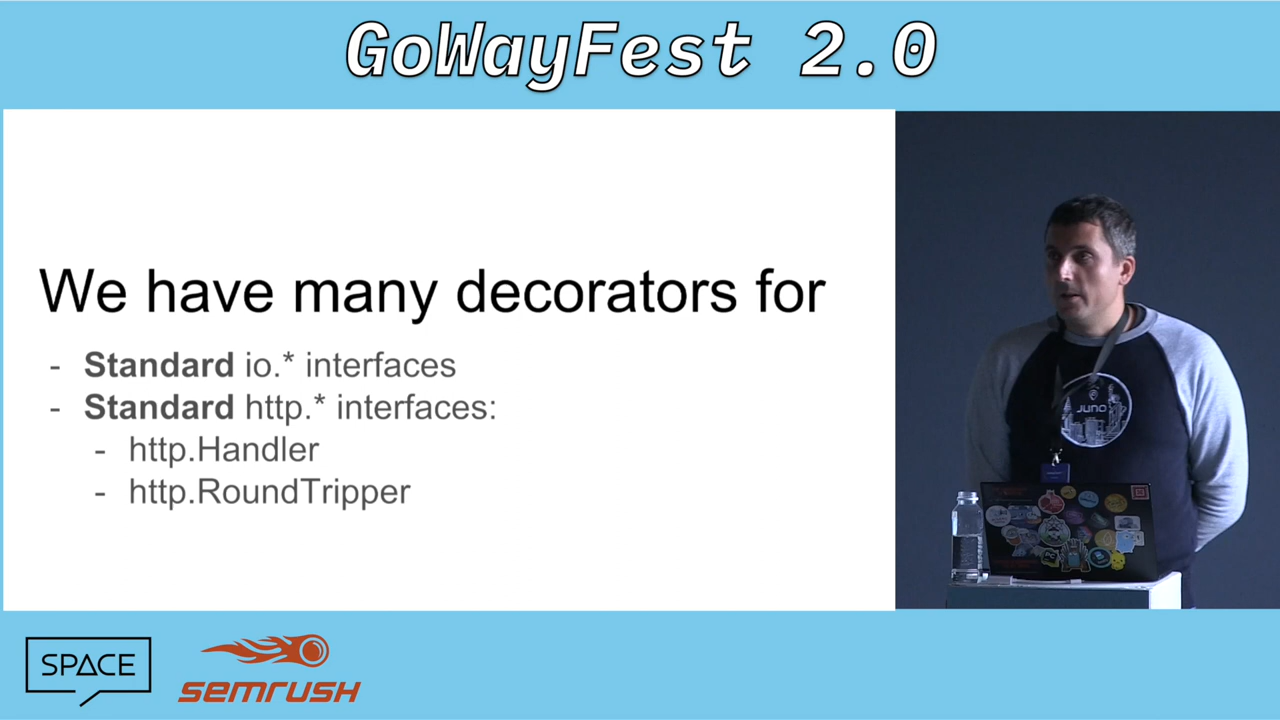 GoWayFest 2.0
We have many decorators for
- Standard io.* interfaces
- Standard http.* interfaces:
- http.Handler
- http.RoundTripper
JUNO
SPACE
semrush